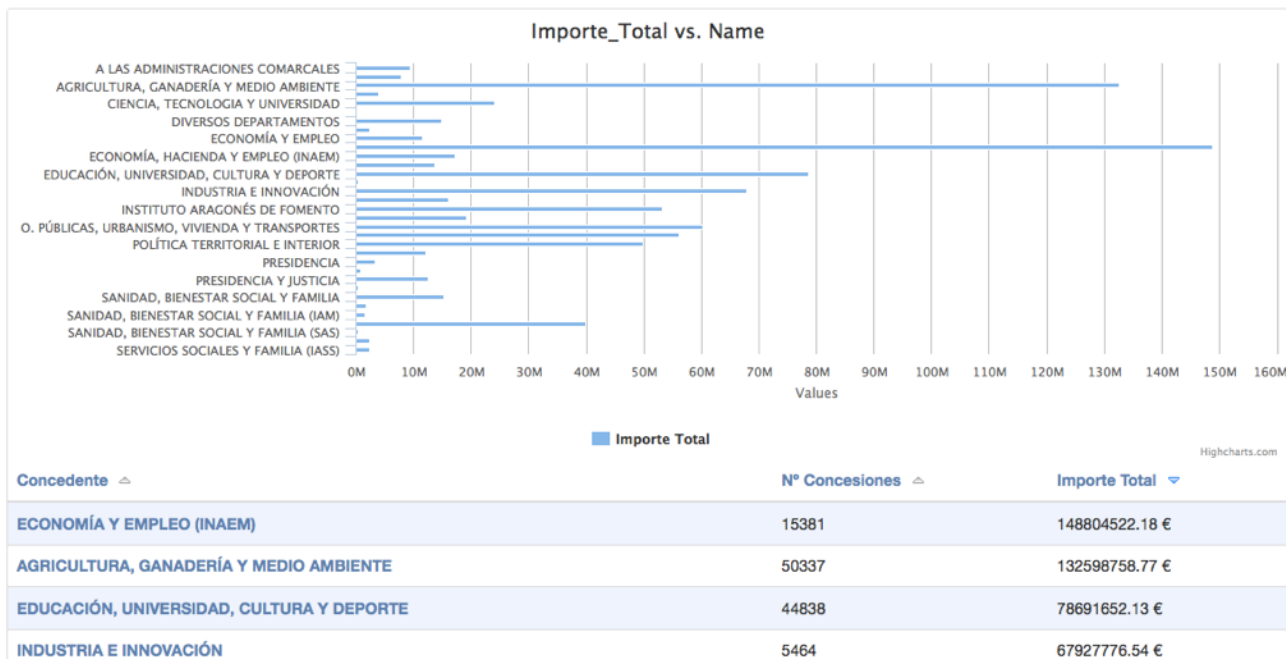 Importe_Total vs. Name
A LAS ADMINISTRACIONES COMARCALES
AGRICULTURA, GANADERÍA Y MEDIO AMBIENTE
CIENCIA, TECNOLOGIA Y UNIVERSIDAD
DIVERSOS DEPARTAMENTOS
ECONOMÍA Y EMPLEO
ECONOMÍA, HACIENDA Y EMPLEO (INAEM)
EDUCACIÓN, UNIVERSIDAD, CULTURA Y DEPORTE
INDUSTRIA E INNOVACIÓN
INSTITUTO ARAGONÉS DE FOMENTO
O. PÚBLICAS, URBANISMO, VIVIENDA Y TRANSPORTES
POLÍTICA TERRITORIAL E INTERIOR
PRESIDENCIA
PRESIDENCIA Y JUSTICIA
SANIDAD, BIENESTAR SOCIAL Y FAMILIA
SANIDAD, BIENESTAR SOCIAL Y FAMILIA (IAM)
SANIDAD, BIENESTAR SOCIAL Y FAMILIA (SAS)
SERVICIOS SOCIALES Y FAMILIA (IASS)
0M 10M 20M 30M 40M 50M 60M 70M 80M 90M 100M 110M 120M 130M 140M 150M 160M
Values
Importe Total
Highcharts.com
Concedente Nº Concesiones Importe Total
ECONOMÍA Y EMPLEO (INAEM) 15381 148804522.18 €
AGRICULTURA, GANADERÍA Y MEDIO AMBIENTE 50337 132598758.77 €
EDUCACIÓN, UNIVERSIDAD, CULTURA Y DEPORTE 44838 78691652.13 €
INDUSTRIA E INNOVACIÓN 5464 67927776.54 €